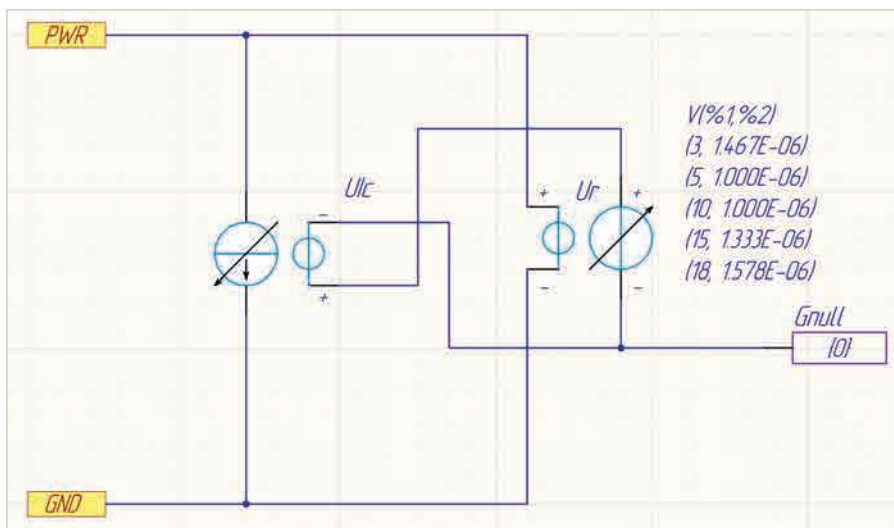 PWR
V(%1,%2)
(3, 1.467E-06)
(5, 1.000E-06)
(10, 1.000E-06)
(15, 1.333E-06)
(18, 1.578E-06)
UIc
Ur
+
+
-
+
-
-
Gnull
{0}
GND